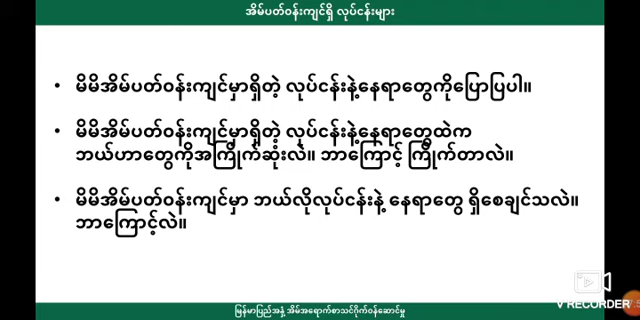 အိမ်ပတ်ဝန်းကျင်ရှိ လုပ်ငန်းများ
• မိမိအိမ်ပတ်ဝန်းကျင်မှာရှိတဲ့ လုပ်ငန်းနဲ့နေရာတွေကိုပြောပြပါ။
• မိမိအိမ်ပတ်ဝန်းကျင်မှာရှိတဲ့ လုပ်ငန်းနဲ့နေရာတွေထဲက
ဘယ်ဟာတွေကိုအကြိုက်ဆုံးလဲ။ ဘာကြောင့် ကြိုက်တာလဲ။
• မိမိအိမ်ပတ်ဝန်းကျင်မှာ ဘယ်လိုလုပ်ငန်းနဲ့ နေရာတွေ ရှိစေချင်သလဲ။
ဘာကြောင့်လဲ။
V RECORDER
မြန်မာပြည်အနှံ့ အိမ်အရောက်စာသင်ဝိုက်ဝန်ဆောင်မှု